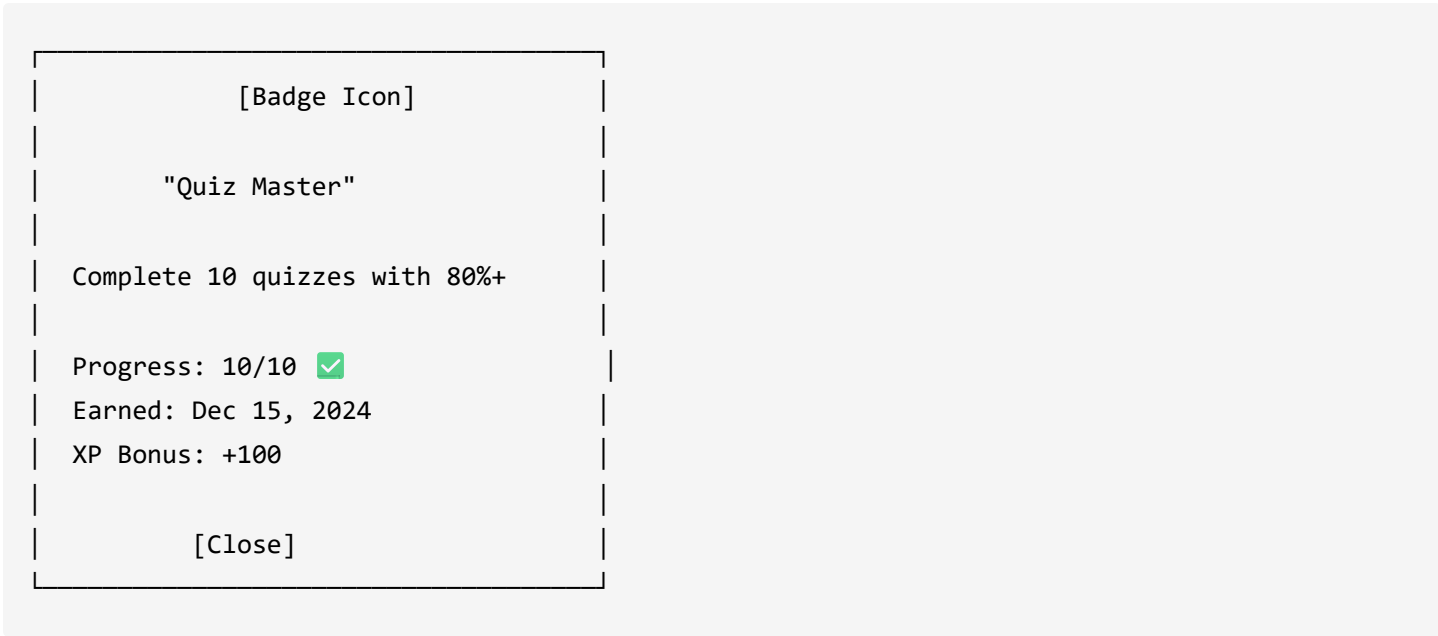 [Badge Icon]
"Quiz Master"
Complete 10 quizzes with 80%+
Progress: 10/10 ✅
Earned: Dec 15, 2024
XP Bonus: +100
[Close]